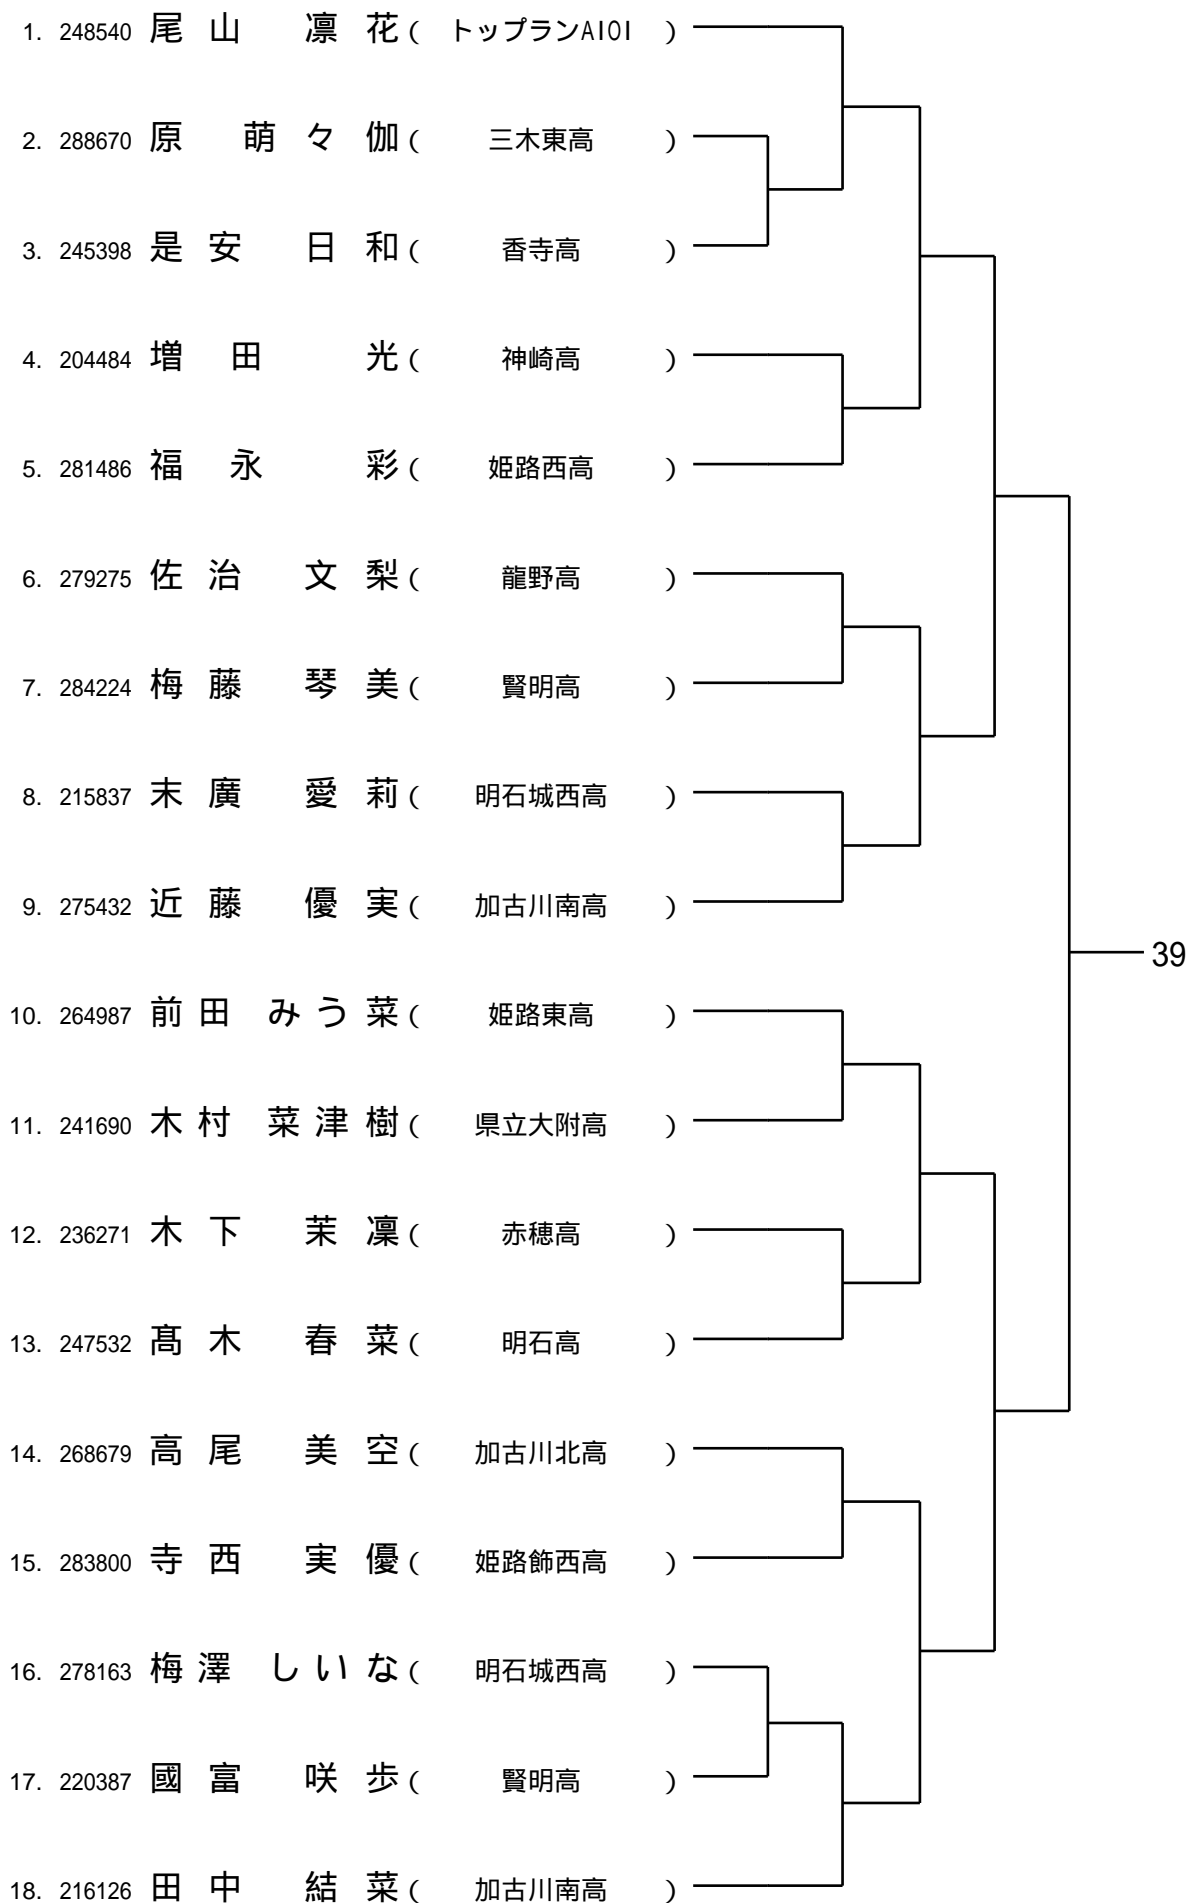 1. 248540 尾山 凛花 ( トップランAIOI )
2. 288670 原 萌々伽 ( 三木東高 )
3. 245398 是安 日和 ( 香寺高 )
4. 204484 増田 光 ( 神崎高 )
5. 281486 福永 彩 ( 姫路西高 )
6. 279275 佐治 文梨 ( 龍野高 )
7. 284224 梅藤 琴美 ( 賢明高 )
8. 215837 末廣 愛莉 ( 明石城西高 )
9. 275432 近藤 優実 ( 加古川南高 )
39
10. 264987 前田 みう菜 ( 姫路東高 )
11. 241690 木村 菜津樹 ( 県立大附高 )
12. 236271 木下 茉凜 ( 赤穂高 )
13. 247532 髙木 春菜 ( 明石高 )
14. 268679 高尾 美空 ( 加古川北高 )
15. 283800 寺西 実優 ( 姫路飾西高 )
16. 278163 梅澤 しいな ( 明石城西高 )
17. 220387 國富 咲歩 ( 賢明高 )
18. 216126 田中 結菜 ( 加古川南高 )